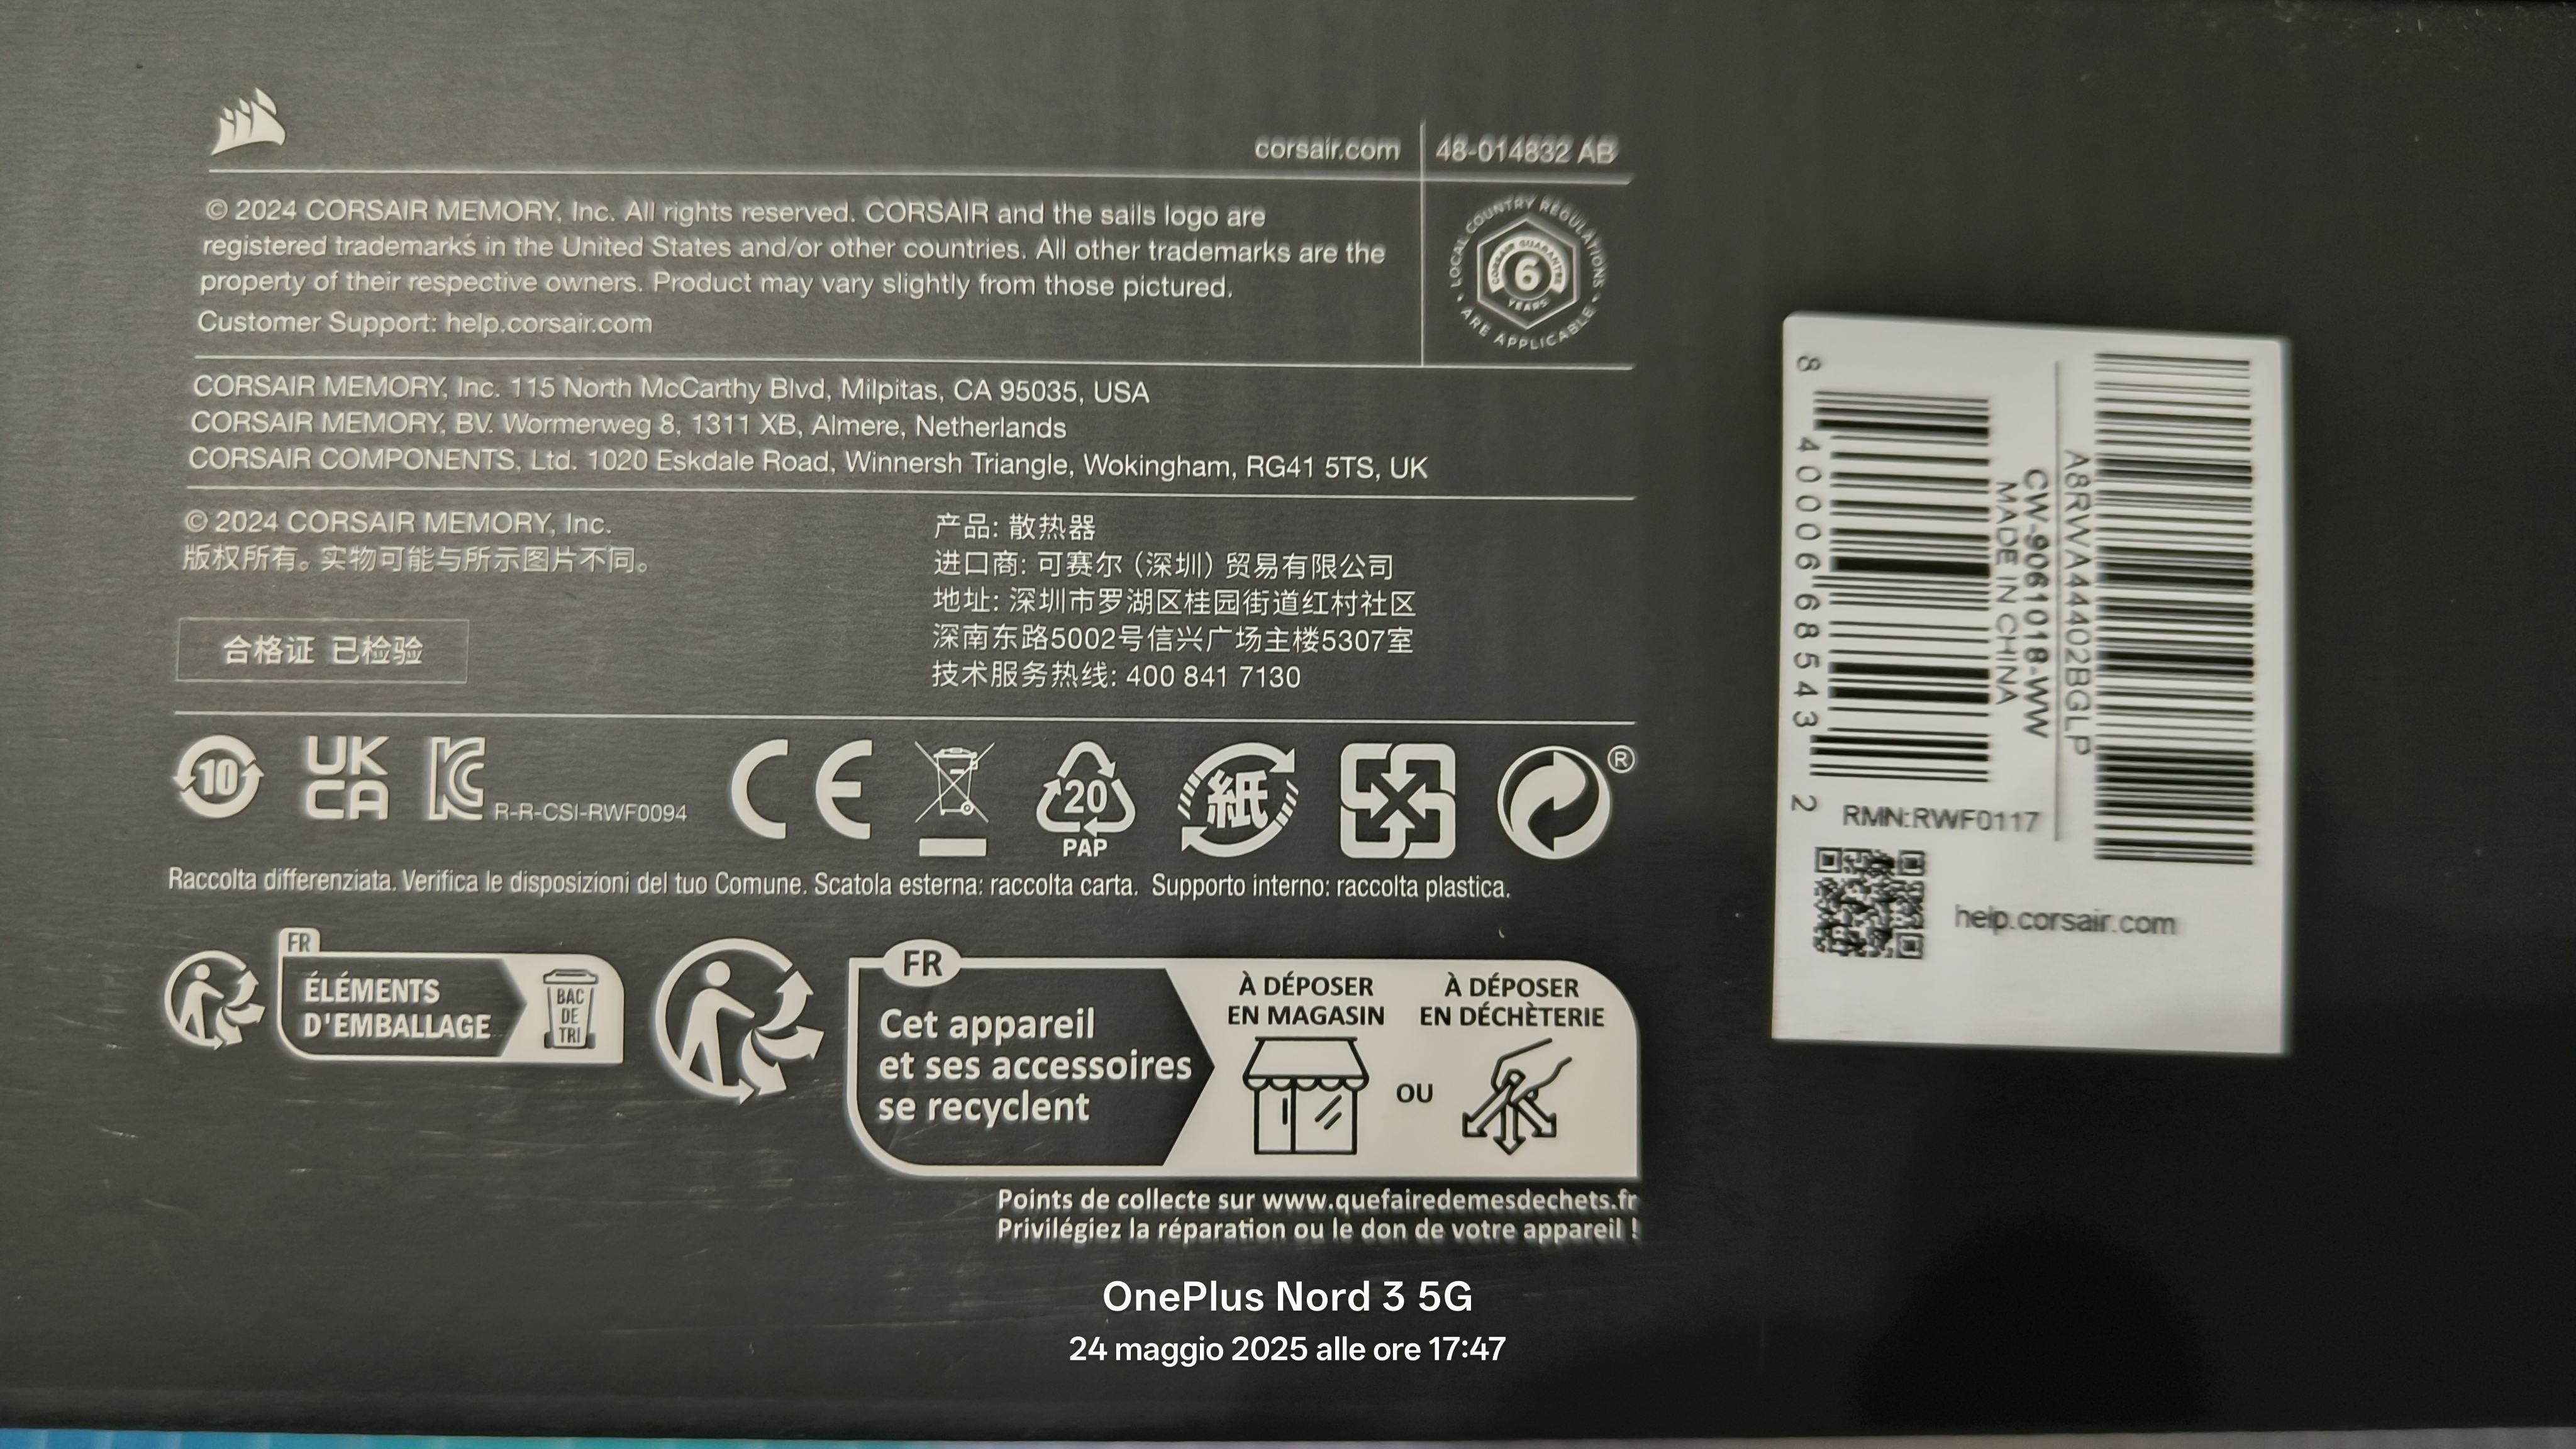 corsair.com
48-014832 AB
© 2024 CORSAIR MEMORY, Inc. All rights reserved. CORSAIR and the sails logo are
registered trademarks in the United States and/or other countries. All other trademarks are the
property of their respective owners. Product may vary slightly from those pictured.
Customer Support: help.corsair.com
LOCAL COUNTRY REGULATIONS
CORSAIR GUARANTEE
6
YEARS
• ARE APPLICABLE •
CORSAIR MEMORY, Inc. 115 North McCarthy Blvd, Milpitas, CA 95035, USA
CORSAIR MEMORY, BV. Wormerweg 8, 1311 XB, Almere, Netherlands
CORSAIR COMPONENTS, Ltd. 1020 Eskdale Road, Winnersh Triangle, Wokingham, RG41 5TS, UK
© 2024 CORSAIR MEMORY, Inc.
版权所有。实物可能与所示图片不同。
合格证 已检验
产品: 散热器
进口商: 可赛尔（深圳）贸易有限公司
地址: 深圳市罗湖区桂园街道红村社区
深南东路5002号信兴广场主楼5307室
技术服务热线: 400 841 7130
10
UK
CA
R-R-CSI-RWF0094
CE
20
PAP
紙
®
Raccolta differenziata. Verifica le disposizioni del tuo Comune. Scatola esterna: raccolta carta. Supporto interno: raccolta plastica.
FR
ÉLÉMENTS
D'EMBALLAGE
BAC
DE
TRI
FR
Cet appareil
et ses accessoires
se recyclent
À DÉPOSER
EN MAGASIN
OU
À DÉPOSER
EN DÉCHÈTERIE
Points de collecte sur www.quefairedemesdechets.fr
Privilégiez la réparation ou le don de votre appareil !
A8RWA44402BGLP
CW-9061018-WW
MADE IN CHINA
8 40006 68543 2
RMN:RWF0117
help.corsair.com
OnePlus Nord 3 5G
24 maggio 2025 alle ore 17:47